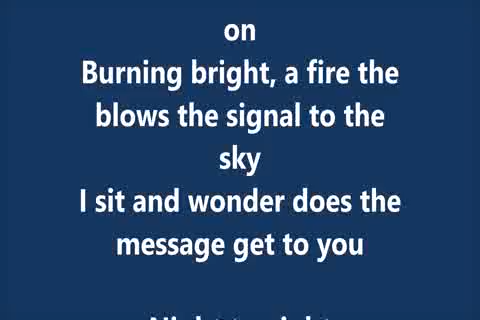 on
Burning bright, a fire the
blows the signal to the
sky
I sit and wonder does the
message get to you